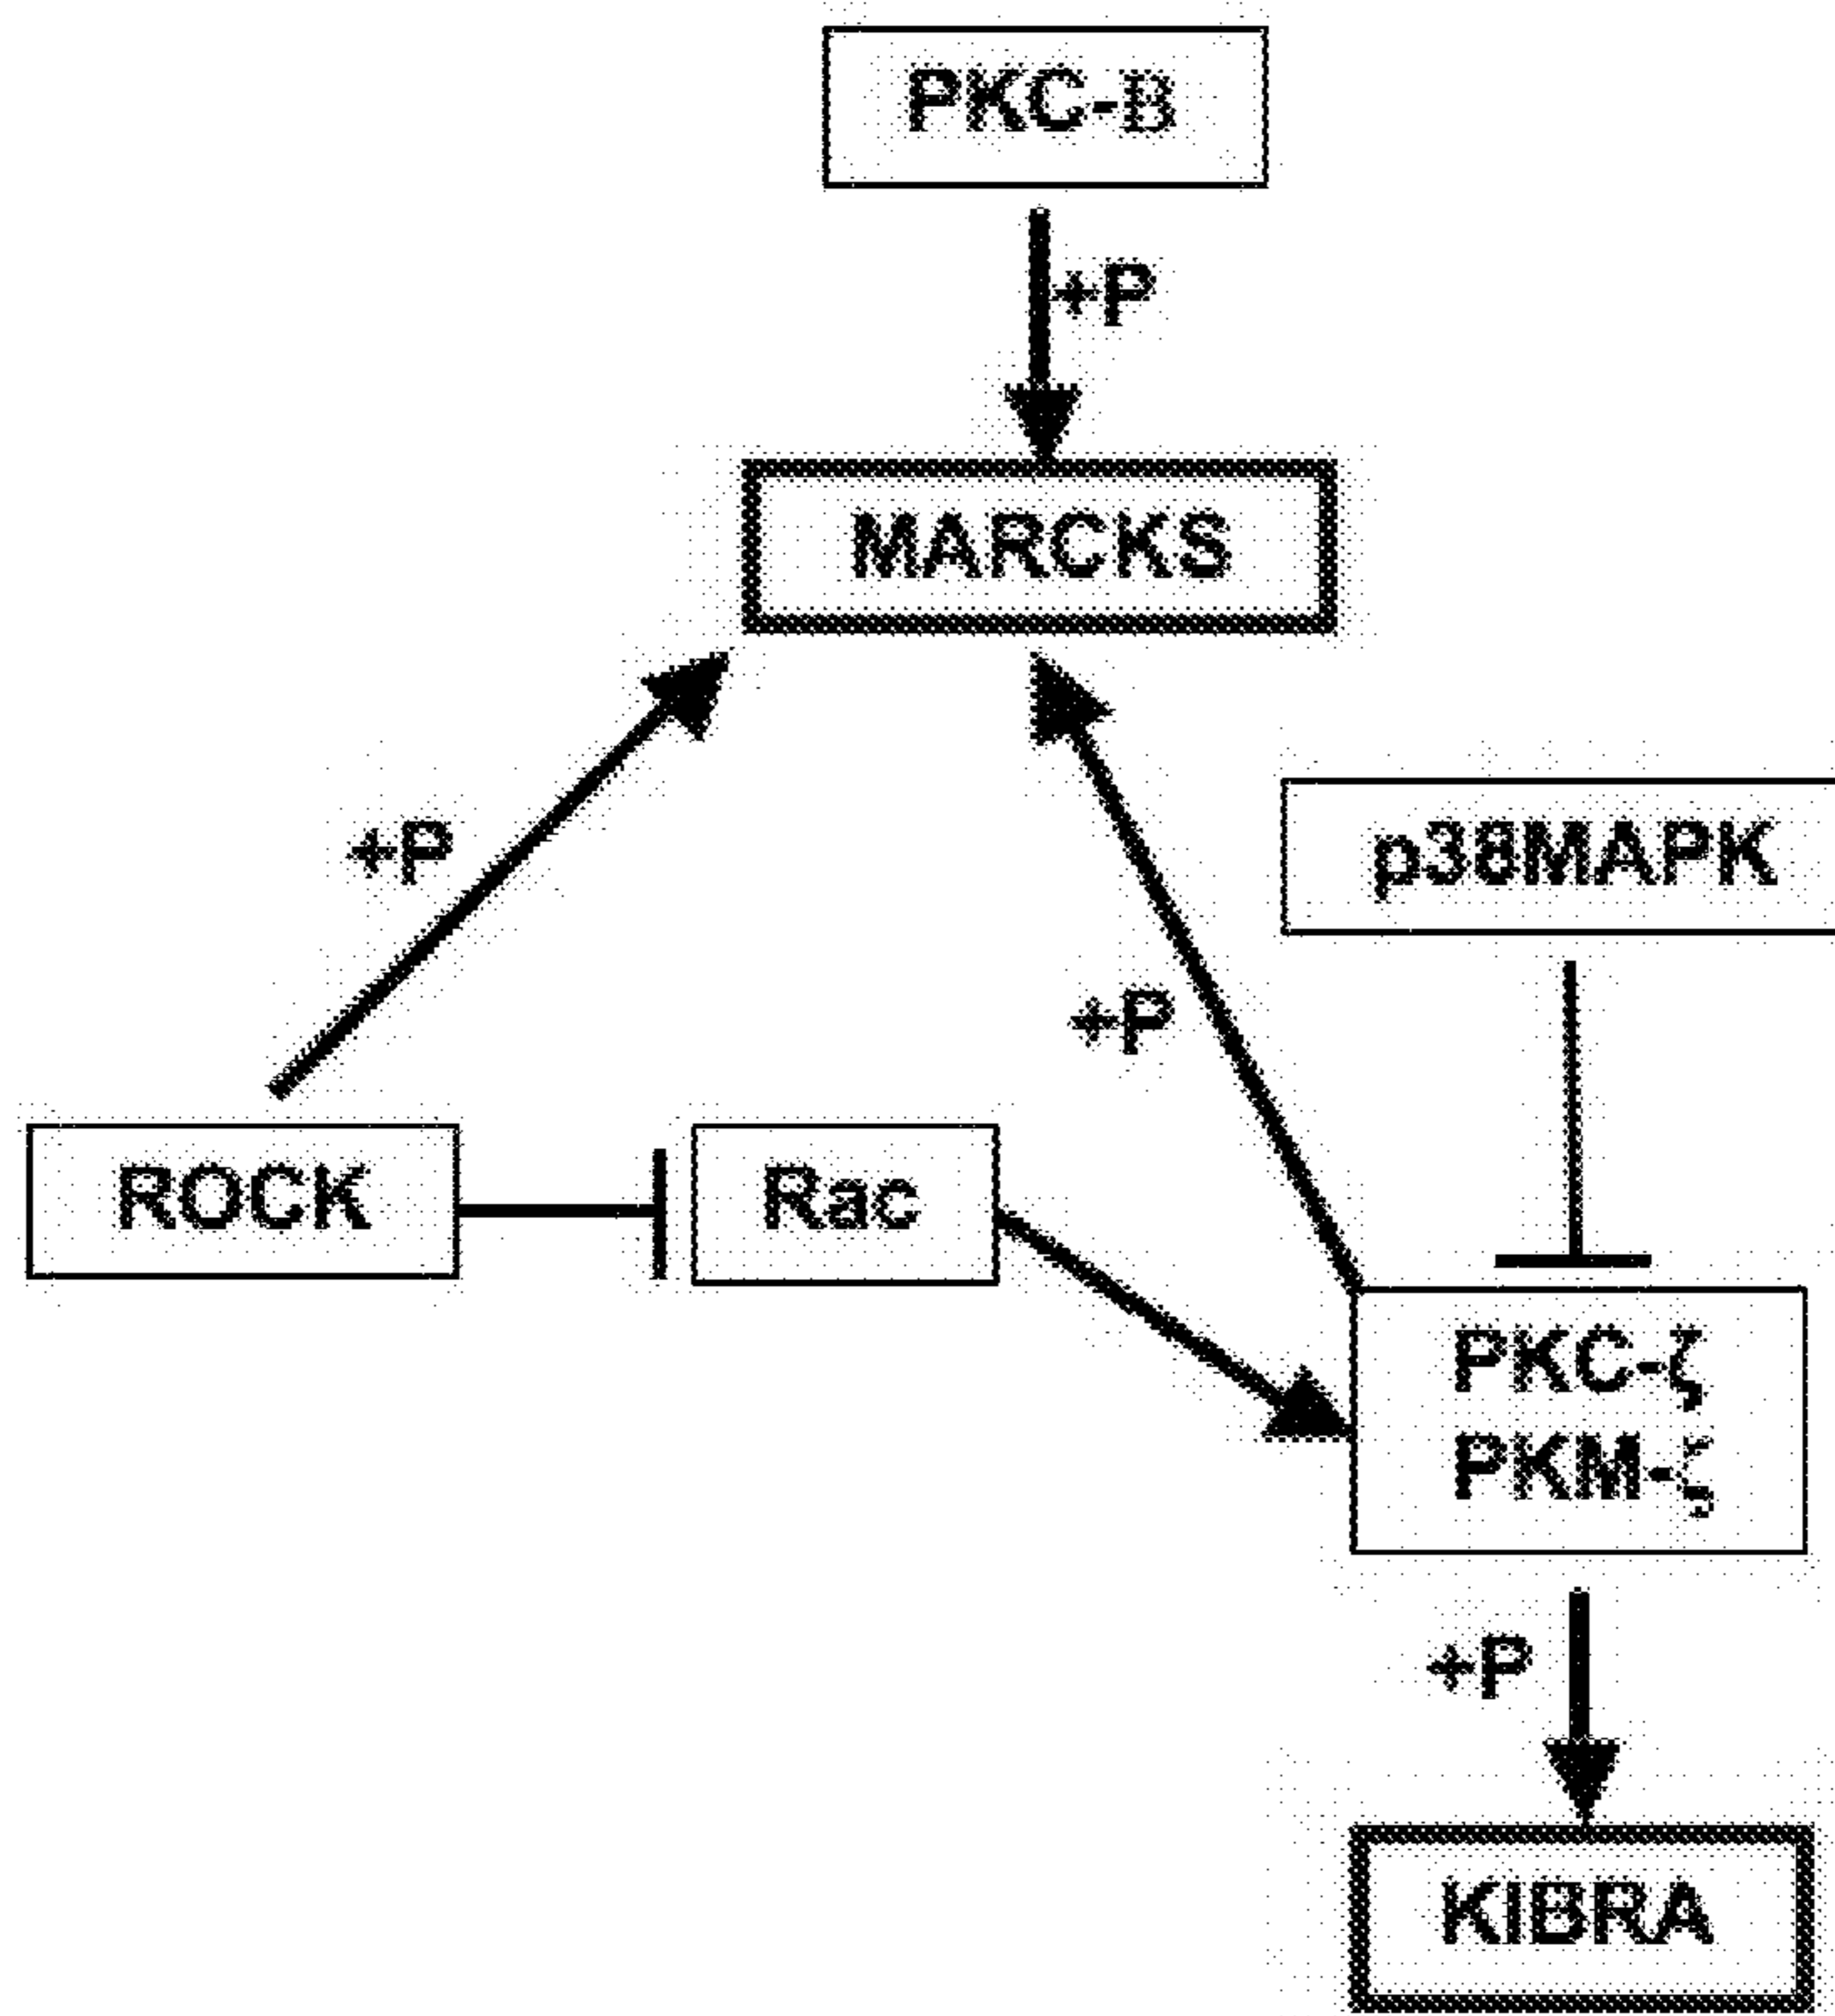 PKC-B
+P
MARCKS
+P
p38MAPK
+P
ROCK
Rac
PKC-ζ
PKM-ζ
+P
KIBRA